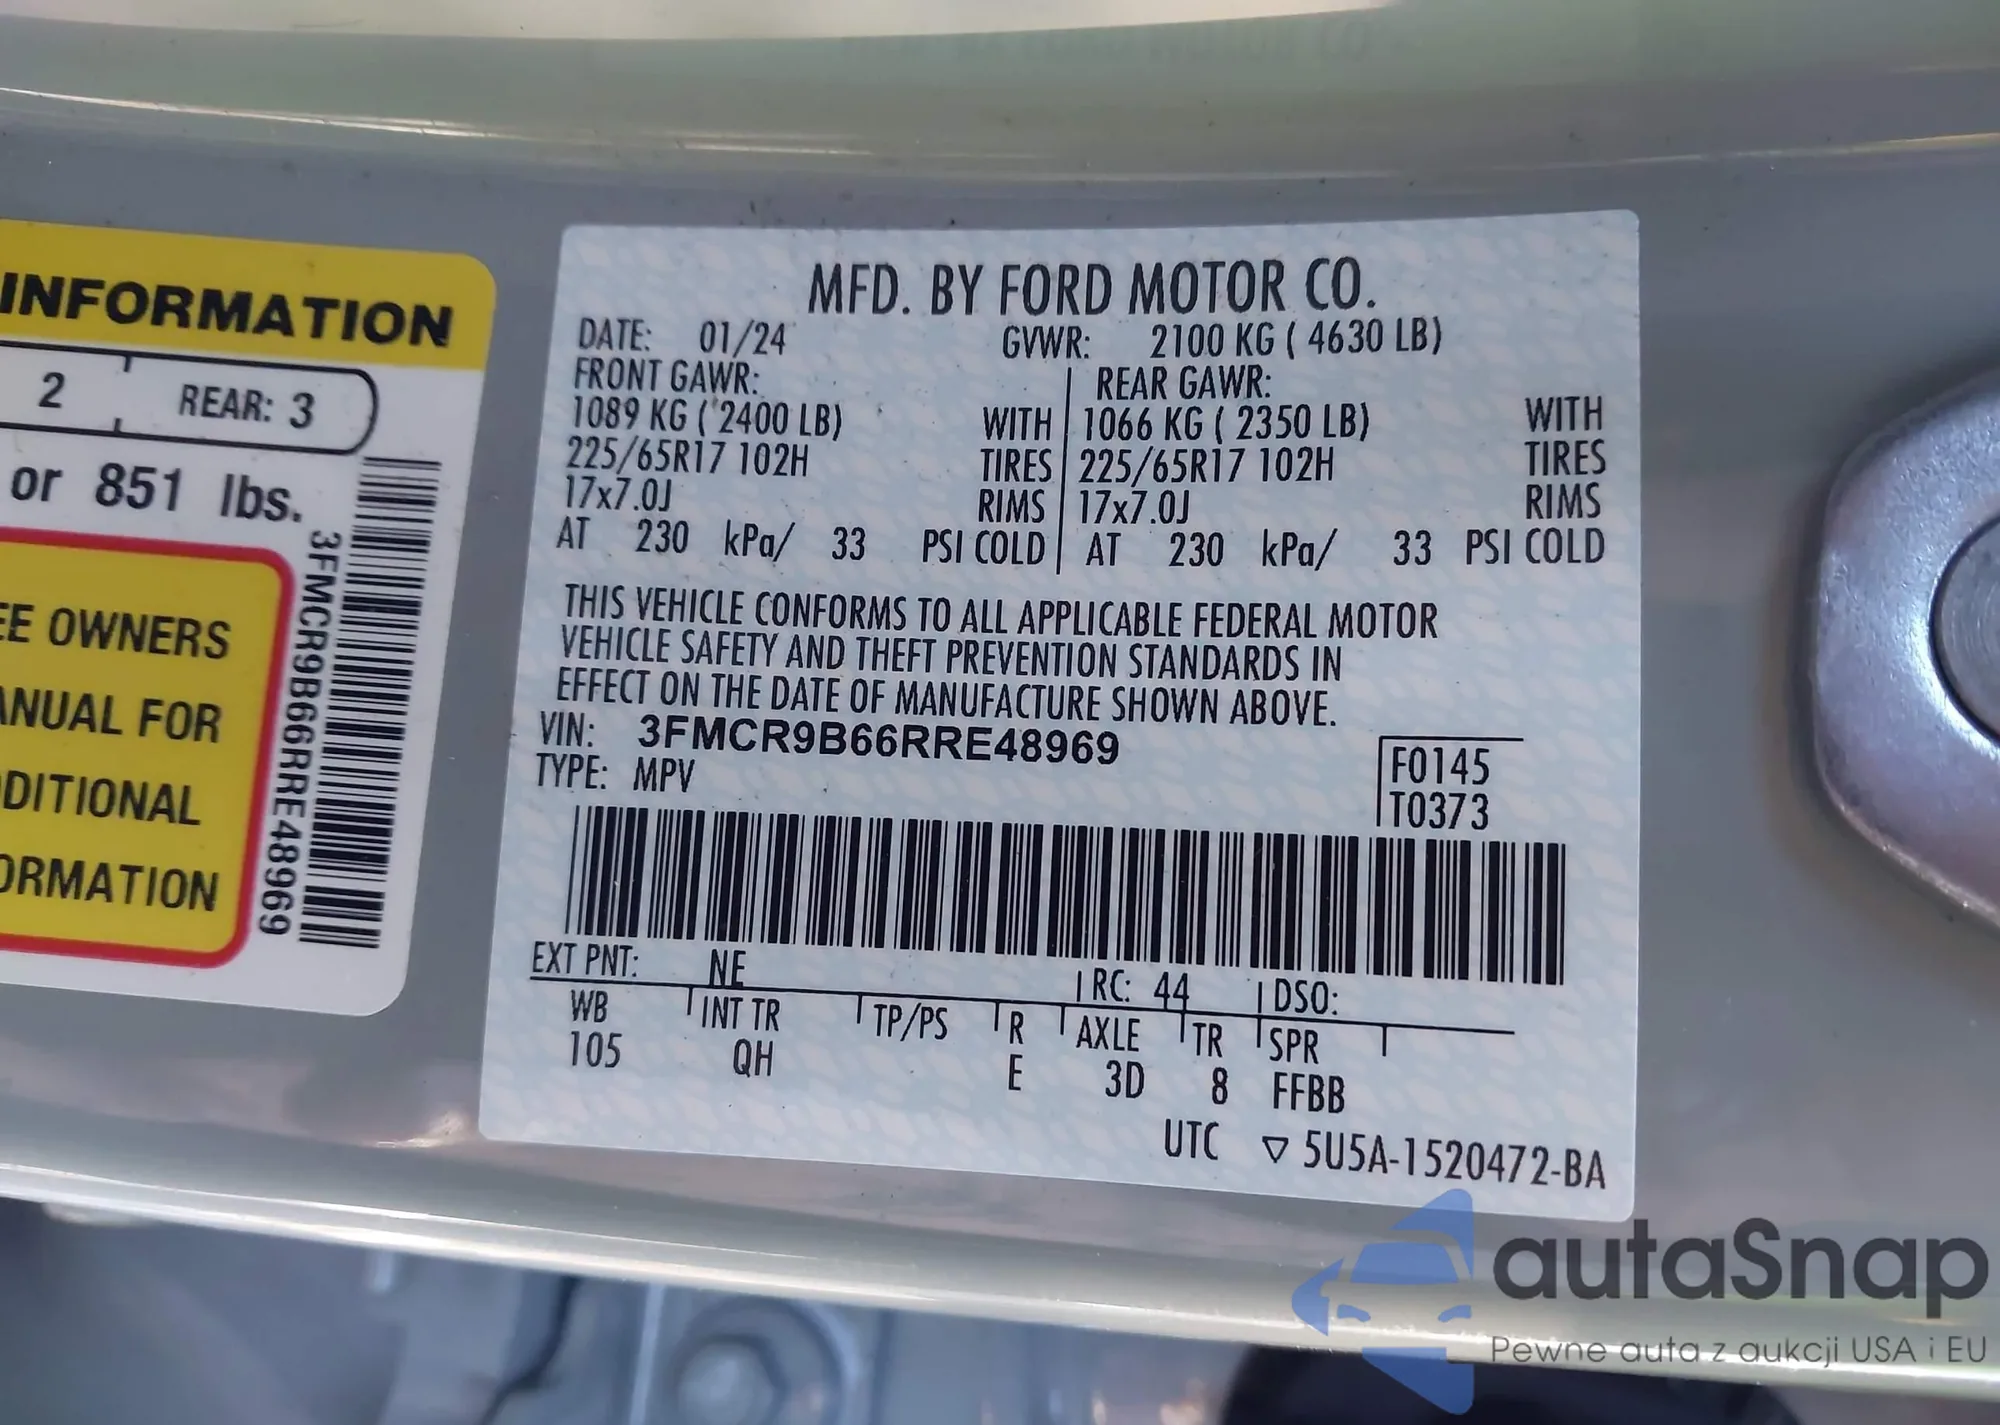 INFORMATION
2 REAR: 3
or 851 lbs.
OWNERS
FOR
3FMCR9B66RRE48969
MFD. BY FORD MOTOR CO.
DATE: 01/24 GVWR: 2100 KG ( 4630 LB)
FRONT GAWR: REAR GAWR:
1089 KG ( 2400 LB) WITH 1066 KG ( 2350 LB) WITH
225/65R17 102H TIRES 225/65R17 102H TIRES
17x7.0J RIMS 17x7.0J RIMS
AT 230 kPa/ 33 PSI COLD AT 230 kPa/ 33 PSI COLD
THIS VEHICLE CONFORMS TO ALL APPLICABLE FEDERAL MOTOR
VEHICLE SAFETY AND THEFT PREVENTION STANDARDS IN
EFFECT ON THE DATE OF MANUFACTURE SHOWN ABOVE.
VIN: 3FMCR9B66RRE48969
TYPE: MPV
F0145
T0373
EXT PNT: NE RC: 44 DSO:
WB INT TR TP/PS R AXLE TR SPR
105 QH E 3D 8 FFBB
UTC ▽ 5U5A-1520472-BA
autaSnap
Pewne auta z aukcji USA i EU